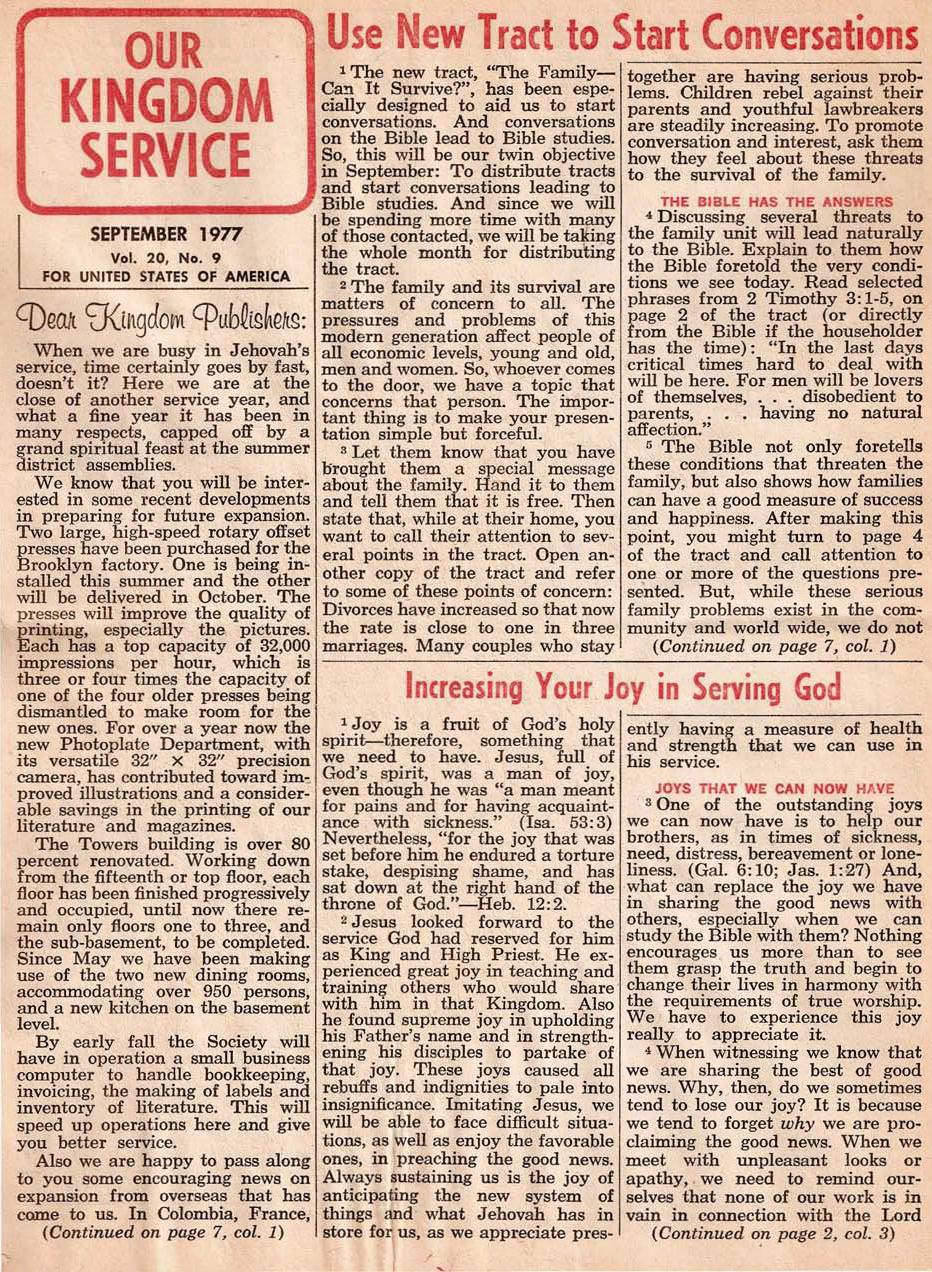 OUR
KINGDOM
SERVICE
SEPTEMBER 1977
Vol. 20, No. 9
FOR UNITED STATES OF AMERICA
Dear Kingdom Publishers:
When we are busy in Jehovah's
service, time certainly goes by fast,
doesn't it? Here we are at the
close of another service year, and
what a fine year it has been in
many respects, capped off by a
grand spiritual feast at the summer
district assemblies.
We know that you will be inter-
ested in some recent developments
in preparing for future expansion.
Two large, high-speed rotary offset
presses have been purchased for the
Brooklyn factory. One is being in-
stalled this summer and the other
will be delivered in October. The
presses will improve the quality of
printing, especially the pictures.
Each has a top capacity of 32,000
impressions per hour, which is
three or four times the capacity of
one of the four older presses being
dismantled to make room for the
new ones. For over a year now the
new Photoplate Department, with
its versatile 32″ × 32″ precision
camera, has contributed toward im-
proved illustrations and a consider-
able savings in the printing of our
literature and magazines.
The Towers building is over 80
percent renovated. Working down
from the fifteenth or top floor, each
floor has been finished progressively
and occupied, until now there re-
main only floors one to three, and
the sub-basement, to be completed.
Since May we have been making
use of the two new dining rooms,
accommodating over 950 persons,
and a new kitchen on the basement
level.
By early fall the Society will
have in operation a small business
computer to handle bookkeeping,
invoicing, the making of labels and
inventory of literature. This will
speed up operations here and give
you better service.
Also we are happy to pass along
to you some encouraging news on
expansion from overseas that has
come to us. In Colombia, France,
(Continued on page 7, col. 1)
Use New Tract to Start Conversations
1 The new tract, "The Family—
Can It Survive?", has been espe-
cially designed to aid us to start
conversations. And conversations
on the Bible lead to Bible studies.
So, this will be our twin objective
in September: To distribute tracts
and start conversations leading to
Bible studies. And since we will
be spending more time with many
of those contacted, we will be taking
the whole month for distributing
the tract.
2 The family and its survival are
matters of concern to all. The
pressures and problems of this
modern generation affect people of
all economic levels, young and old,
men and women. So, whoever comes
to the door, we have a topic that
concerns that person. The impor-
tant thing is to make your presen-
tation simple but forceful.
3 Let them know that you have
brought them a special message
about the family. Hand it to them
and tell them that it is free. Then
state that, while at their home, you
want to call their attention to sev-
eral points in the tract. Open an-
other copy of the tract and refer
to some of these points of concern:
Divorces have increased so that now
the rate is close to one in three
marriages. Many couples who stay
together are having serious prob-
lems. Children rebel against their
parents and youthful lawbreakers
are steadily increasing. To promote
conversation and interest, ask them
how they feel about these threats
to the survival of the family.
THE BIBLE HAS THE ANSWERS
4 Discussing several threats to
the family unit will lead naturally
to the Bible. Explain to them how
the Bible foretold the very condi-
tions we see today. Read selected
phrases from 2 Timothy 3:1-5, on
page 2 of the tract (or directly
from the Bible if the householder
has the time): "In the last days
critical times hard to deal with
will be here. For men will be lovers
of themselves, . . . disobedient to
parents, . . . having no natural
affection."
5 The Bible not only foretells
these conditions that threaten the
family, but also shows how families
can have a good measure of success
and happiness. After making this
point, you might turn to page 4
of the tract and call attention to
one or more of the questions pre-
sented. But, while these serious
family problems exist in the com-
munity and world wide, we do not
(Continued on page 7, col. 1)
Increasing Your Joy in Serving God
1 Joy is a fruit of God's holy
spirit—therefore, something that
we need to have. Jesus, full of
God's spirit, was a man of joy,
even though he was "a man meant
for pains and for having acquaint-
ance with sickness." (Isa. 53:3)
Nevertheless, "for the joy that was
set before him he endured a torture
stake, despising shame, and has
sat down at the right hand of the
throne of God."—Heb. 12:2.
2 Jesus looked forward to the
service God had reserved for him
as King and High Priest. He ex-
perienced great joy in teaching and
training others who would share
with him in that Kingdom. Also
he found supreme joy in upholding
his Father's name and in strength-
ening his disciples to partake of
that joy. These joys caused all
rebuffs and indignities to pale into
insignificance. Imitating Jesus, we
will be able to face difficult situa-
tions, as well as enjoy the favorable
ones, in preaching the good news.
Always sustaining us is the joy of
anticipating the new system of
things and what Jehovah has in
store for us, as we appreciate pres-
ently having a measure of health
and strength that we can use in
his service.
JOYS THAT WE CAN NOW HAVE
3 One of the outstanding joys
we can now have is to help our
brothers, as in times of sickness,
need, distress, bereavement or lone-
liness. (Gal. 6:10; Jas. 1:27) And,
what can replace the joy we have
in sharing the good news with
others, especially when we can
study the Bible with them? Nothing
encourages us more than to see
them grasp the truth and begin to
change their lives in harmony with
the requirements of true worship.
We have to experience this joy
really to appreciate it.
4 When witnessing we know that
we are sharing the best of good
news. Why, then, do we sometimes
tend to lose our joy? It is because
we tend to forget why we are pro-
claiming the good news. When we
meet with unpleasant looks or
apathy, we need to remind our-
selves that none of our work is in
vain in connection with the Lord
(Continued on page 2, col. 3)